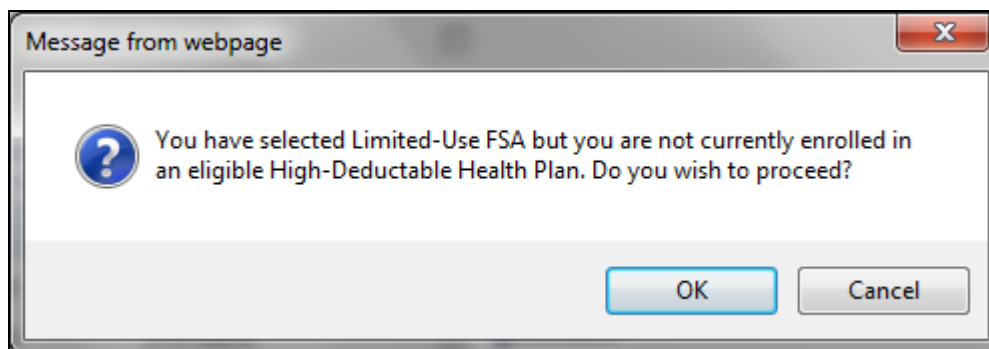 Message from webpage
You have selected Limited-Use FSA but you are not currently enrolled in
an eligible High-Deductable Health Plan. Do you wish to proceed?
OK
Cancel